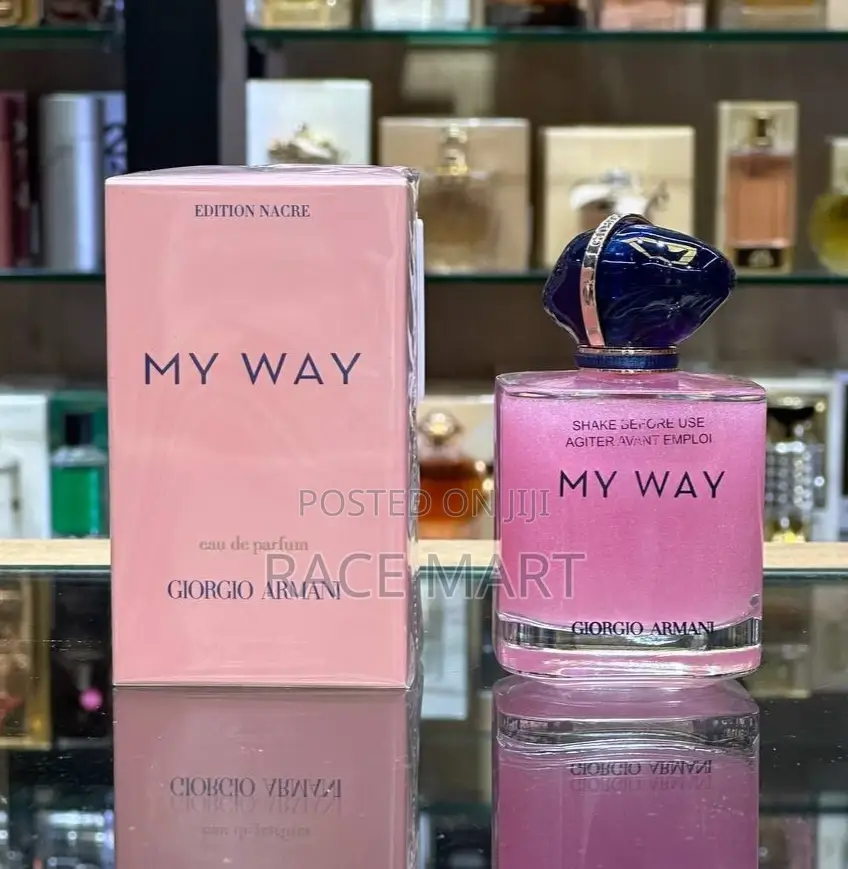 EDITION NACRE
MY WAY
eau de parfum
GIORGIO ARMANI
SHAKE BEFORE USE
AGITER AVANT EMPLOI
MY WAY
GIORGIO ARMANI
POSTED ON JIJI
RACE MART